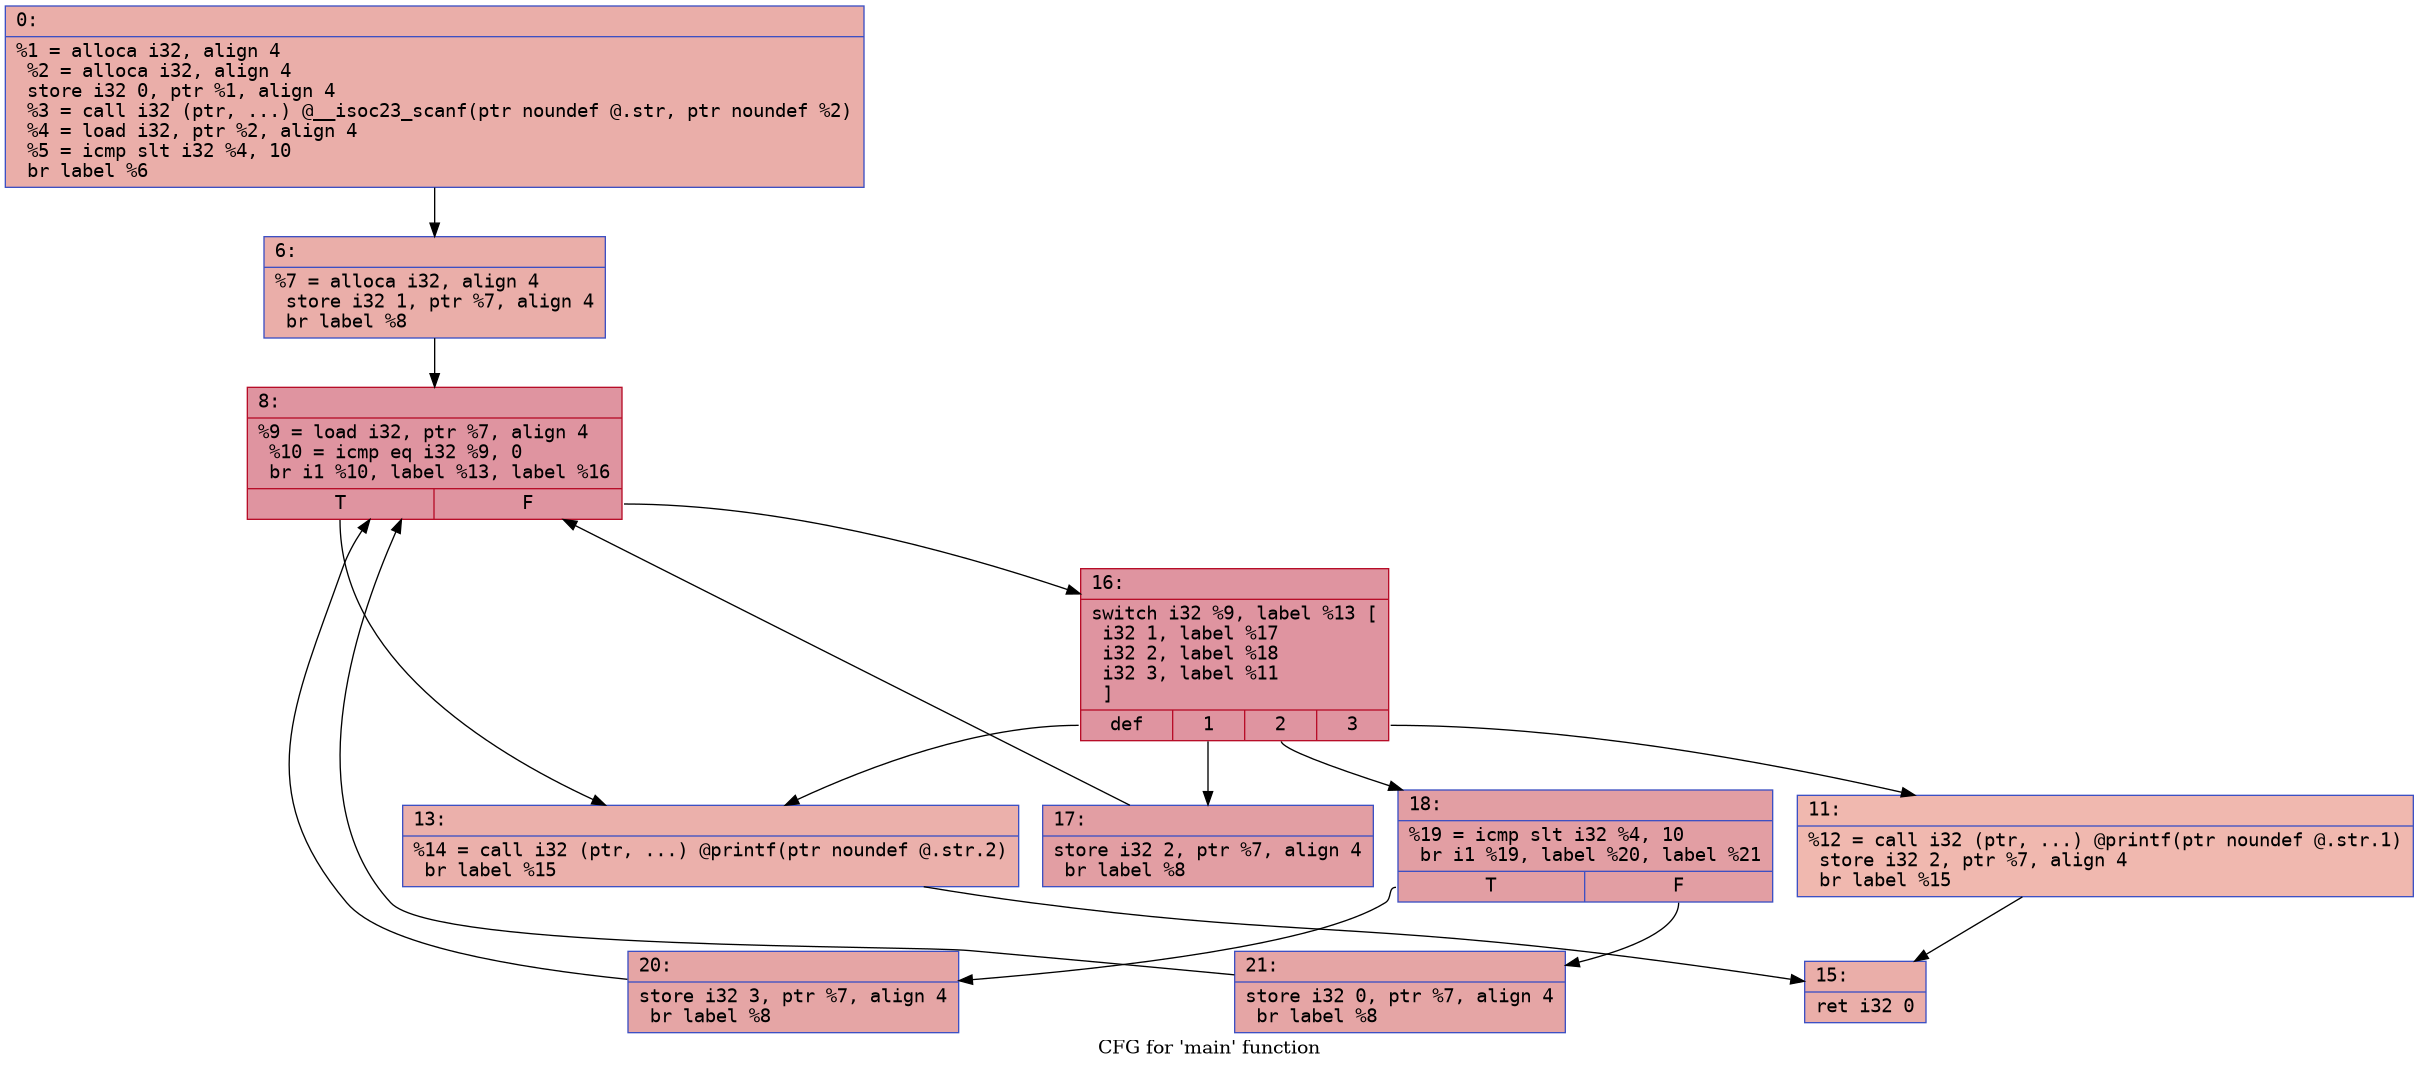 0:
%1 = alloca i32, align 4
%2 = alloca i32, align 4
store i32 0, ptr %1, align 4
%3 = call i32 (ptr, ...) @__isoc23_scanf(ptr noundef @.str, ptr noundef %2)
%4 = load i32, ptr %2, align 4
%5 = icmp slt i32 %4, 10
br label %6
6:
%7 = alloca i32, align 4
store i32 1, ptr %7, align 4
br label %8
8:
%9 = load i32, ptr %7, align 4
%10 = icmp eq i32 %9, 0
br i1 %10, label %13, label %16
T F
16:
switch i32 %9, label %13 [
i32 1, label %17
i32 2, label %18
i32 3, label %11
]
def 1 2 3
13:
%14 = call i32 (ptr, ...) @printf(ptr noundef @.str.2)
br label %15
17:
store i32 2, ptr %7, align 4
br label %8
18:
%19 = icmp slt i32 %4, 10
br i1 %19, label %20, label %21
T F
11:
%12 = call i32 (ptr, ...) @printf(ptr noundef @.str.1)
store i32 2, ptr %7, align 4
br label %15
20:
store i32 3, ptr %7, align 4
br label %8
21:
store i32 0, ptr %7, align 4
br label %8
15:
ret i32 0
CFG for 'main' function